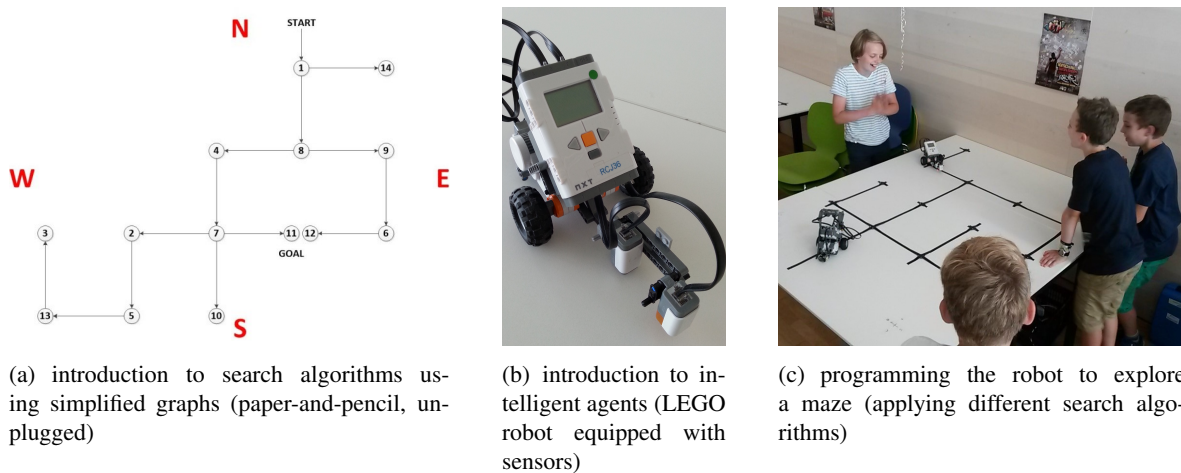 N
START
1
14
4
8
9
W
E
3
2
7
11
12
6
GOAL
13
5
10
S
NXT
RCJ36
(a) introduction to search algorithms us-
ing simplified graphs (paper-and-pencil, un-
plugged)
(b) introduction to in-
telligent agents (LEGO
robot equipped with
sensors)
(c) programming the robot to explore
a maze (applying different search algo-
rithms)